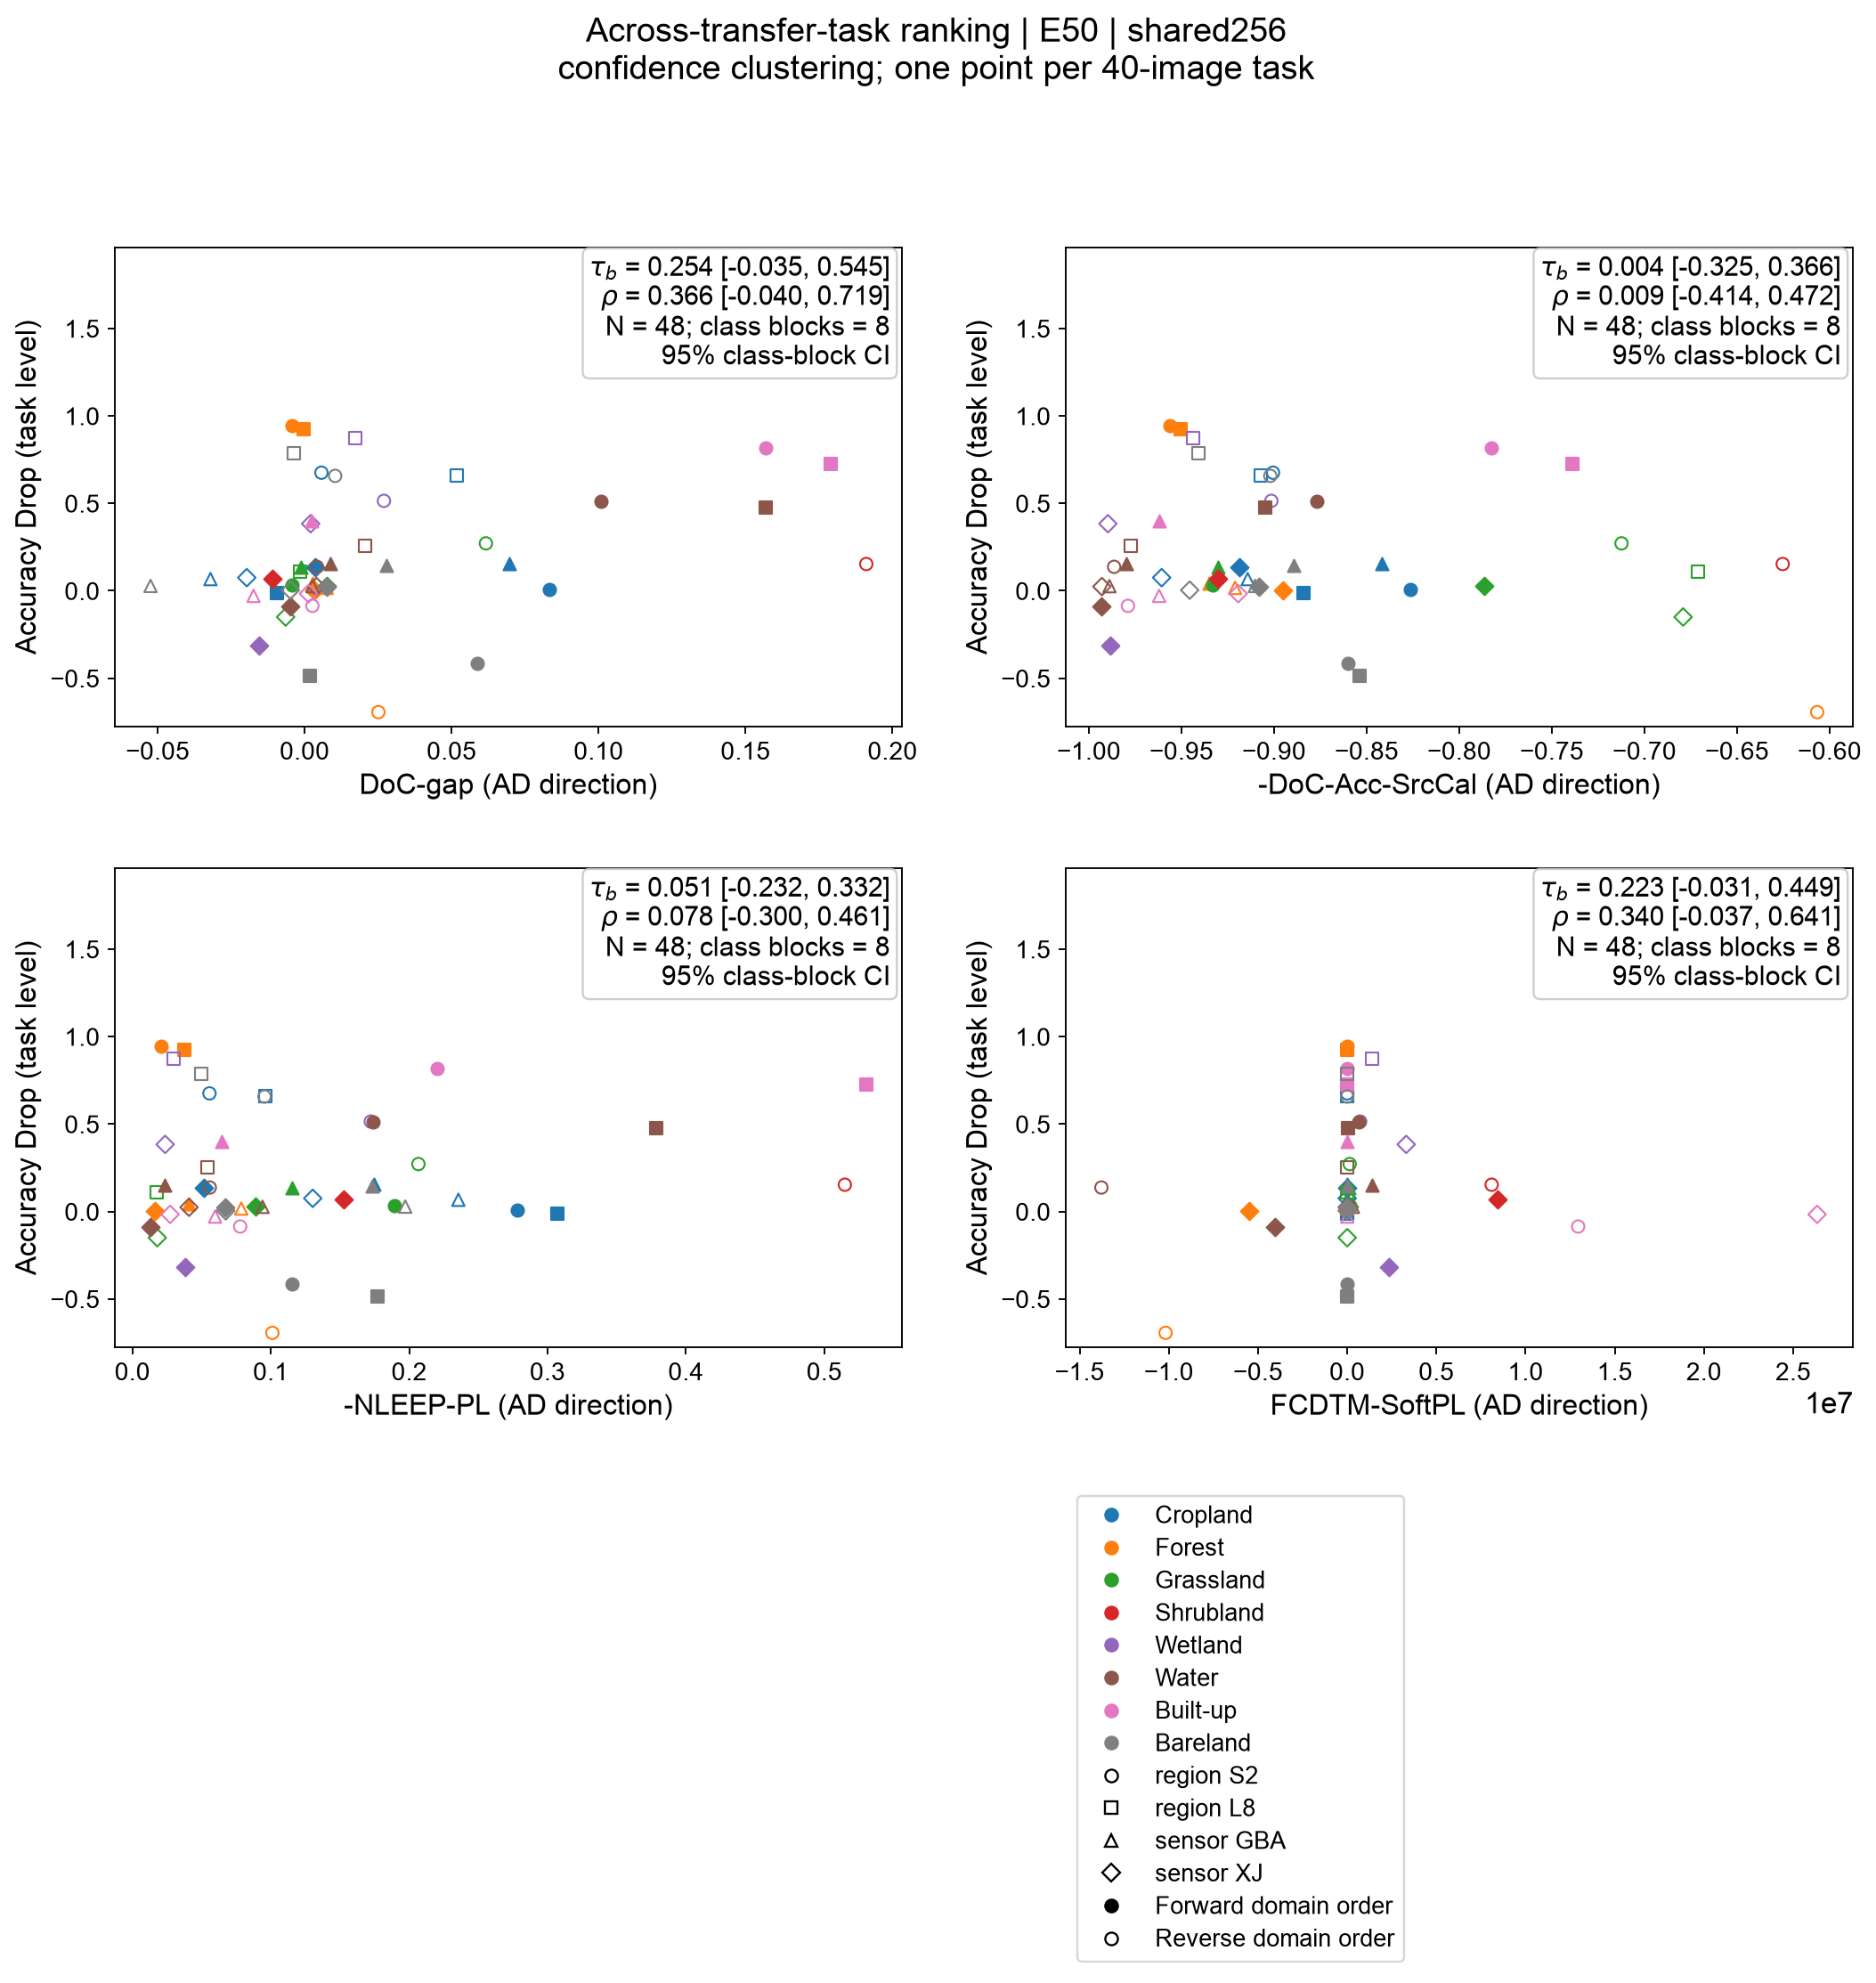 Across-transfer-task ranking | E50 | shared256
confidence clustering; one point per 40-image task
τb = 0.254 [-0.035, 0.545]
ρ = 0.366 [-0.040, 0.719]
N = 48; class blocks = 8
95% class-block CI
Accuracy Drop (task level)
1.5
1.0
0.5
0.0
−0.5
−0.05 0.00 0.05 0.10 0.15 0.20
DoC-gap (AD direction)
τb = 0.004 [-0.325, 0.366]
ρ = 0.009 [-0.414, 0.472]
N = 48; class blocks = 8
95% class-block CI
Accuracy Drop (task level)
1.5
1.0
0.5
0.0
−0.5
−1.00 −0.95 −0.90 −0.85 −0.80 −0.75 −0.70 −0.65 −0.60
-DoC-Acc-SrcCal (AD direction)
τb = 0.051 [-0.232, 0.332]
ρ = 0.078 [-0.300, 0.461]
N = 48; class blocks = 8
95% class-block CI
Accuracy Drop (task level)
1.5
1.0
0.5
0.0
−0.5
0.0 0.1 0.2 0.3 0.4 0.5
-NLEEP-PL (AD direction)
τb = 0.223 [-0.031, 0.449]
ρ = 0.340 [-0.037, 0.641]
N = 48; class blocks = 8
95% class-block CI
Accuracy Drop (task level)
1.5
1.0
0.5
0.0
−0.5
−1.5 −1.0 −0.5 0.0 0.5 1.0 1.5 2.0 2.5
FCDTM-SoftPL (AD direction)
1e7
Cropland
Forest
Grassland
Shrubland
Wetland
Water
Built-up
Bareland
region S2
region L8
sensor GBA
sensor XJ
Forward domain order
Reverse domain order